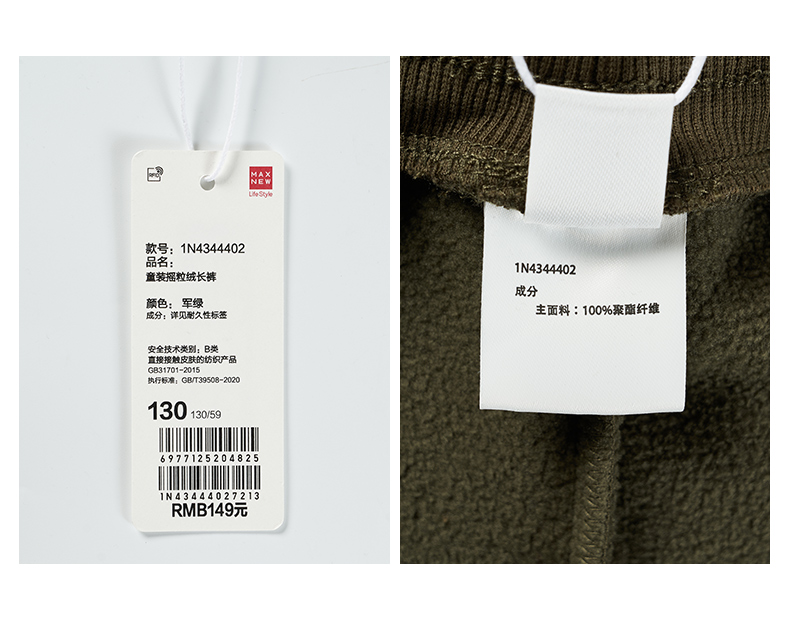 RFID
MAX
NEW
LifeStyle
款号：1N4344402
品名：
童装摇粒绒长裤
颜色： 军绿
成分：详见耐久性标签
安全技术类别：B类
直接接触皮肤的纺织产品
GB31701-2015
执行标准：GB/T39508-2020
130 130/59
6977125204825
1N43444027213
RMB149元
1N4344402
成分
主面料：100%聚酯纤维